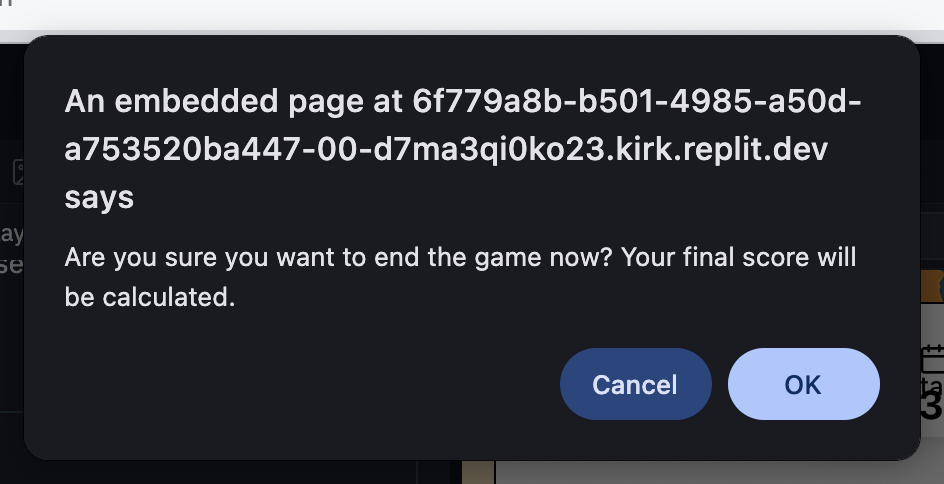 An embedded page at 6f779a8b-b501-4985-a50d-
a753520ba447-00-d7ma3qi0ko23.kirk.replit.dev
says
Are you sure you want to end the game now? Your final score will
be calculated.
Cancel OK